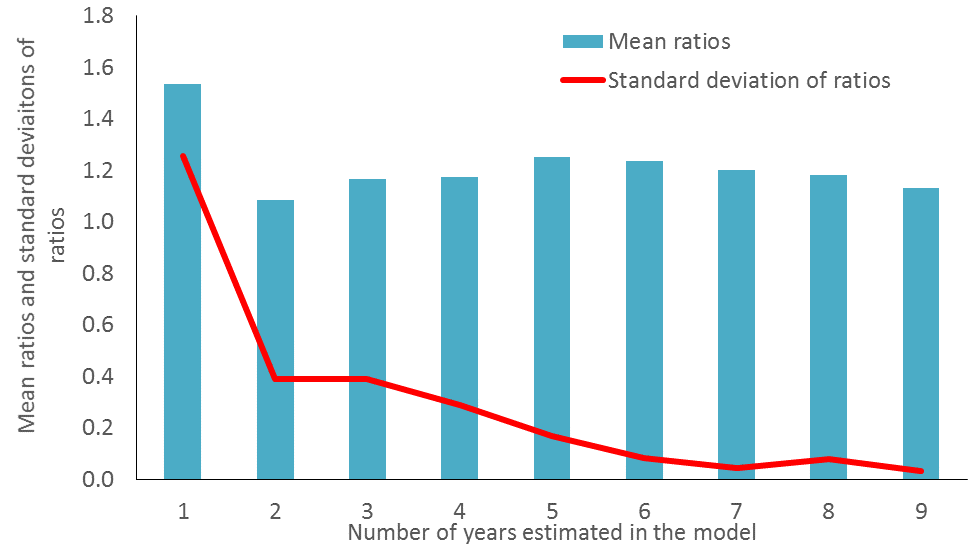 Mean ratios and standard deviaitons of
ratios
1.8
1.6
1.4
1.2
1.0
0.8
0.6
0.4
0.2
0.0
Mean ratios
Standard deviation of ratios
1 2 3 4 5 6 7 8 9
Number of years estimated in the model